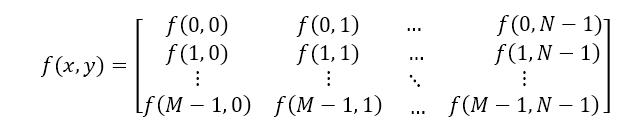 f(0,0) f(0,1) … f(0,N−1)
f(1,0) f(1,1) … f(1,N−1)
f(x,y) =
⋮ ⋮ ⋱ ⋮
f(M−1,0) f(M−1,1) … f(M−1,N−1)